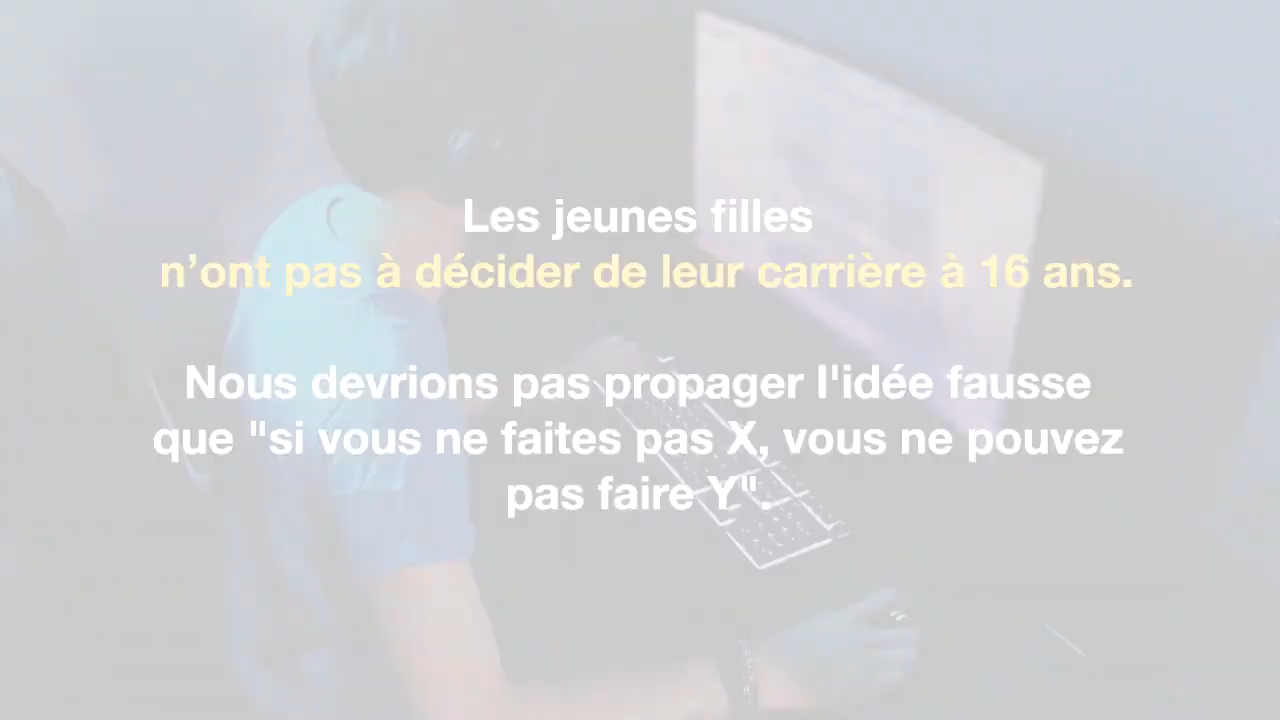 Les jeunes filles
n’ont pas à décider de leur carrière à 16 ans.
Nous devrions pas propager l'idée fausse
que "si vous ne faites pas X, vous ne pouvez
pas faire Y".